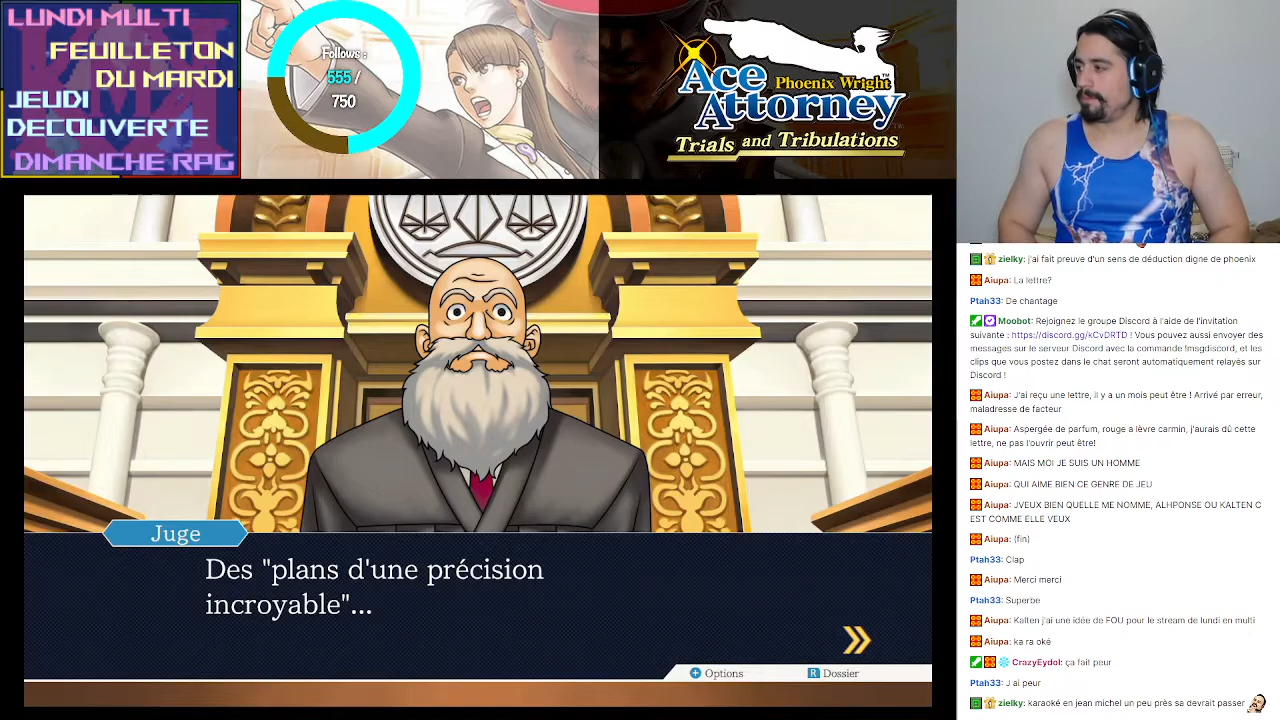 LUNDI MULTI
FEUILLETON
DU MARDI
JEUDI
DECOUVERTE
DIMANCHE RPG
Follows :
555 /
750
Phoenix Wright
Ace
Attorney
Trials and Tribulations
zielky: j'ai fait preuve d'un sens de déduction digne de phoenix
Aiupa: La lettre?
Ptah33: De chantage
Moobot: Rejoignez le groupe Discord à l'aide de l'invitation
suivante : https://discord.gg/kCvDRTD ! Vous pouvez aussi envoyer des
messages sur le serveur Discord avec la commande !msgdiscord, et les
clips que vous postez dans le chat seront automatiquement relayés sur
Discord !
Aiupa: J'ai reçu une lettre, il y a un mois peut être ! Arrivé par erreur,
maladresse de facteur
Aiupa: Aspergée de parfum, rouge a lèvre carmin, j'aurais dû cette
lettre, ne pas l'ouvrir peut être!
Aiupa: MAIS MOI JE SUIS UN HOMME
Aiupa: QUI AIME BIEN CE GENRE DE JEU
Aiupa: JVEUX BIEN QUELLE ME NOMME, ALHPONSE OU KALTEN C
EST COMME ELLE VEUX
Aiupa: (fin)
Ptah33: Clap
Aiupa: Merci merci
Ptah33: Superbe
Aiupa: Kalten j'ai une idée de FOU pour le stream de lundi en multi
Aiupa: ka ra oké
CrazyEydol: ça fait peur
Ptah33: J ai peur
zielky: karaoké en jean michel un peu près sa devrait passer
Juge
Des "plans d'une précision
incroyable"...
Options
R Dossier